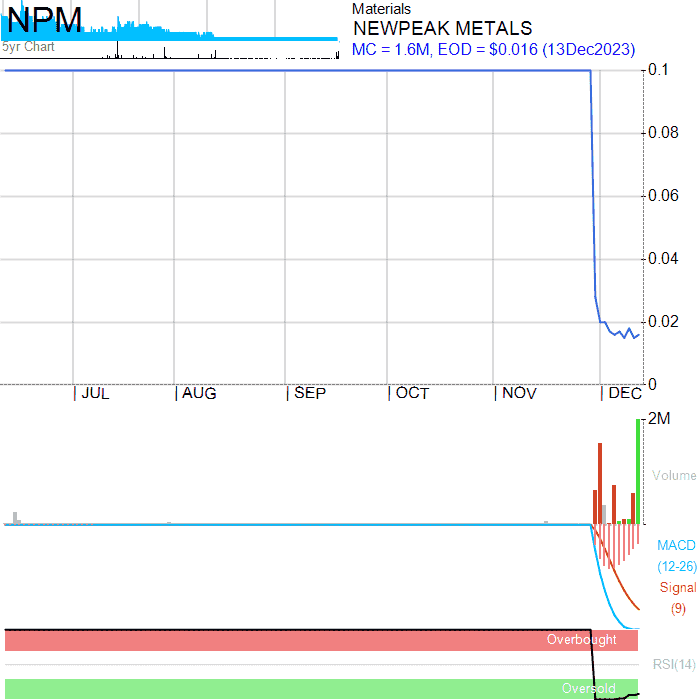 NPM
5yr Chart
Materials
NEWPEAK METALS
MC = 1.6M, EOD = $0.016 (13Dec2023)
0.1
0.08
0.06
0.04
0.02
0
JUL AUG SEP OCT NOV DEC
2M
Volume
MACD
(12-26)
Signal
(9)
Overbought
RSI(14)
Oversold